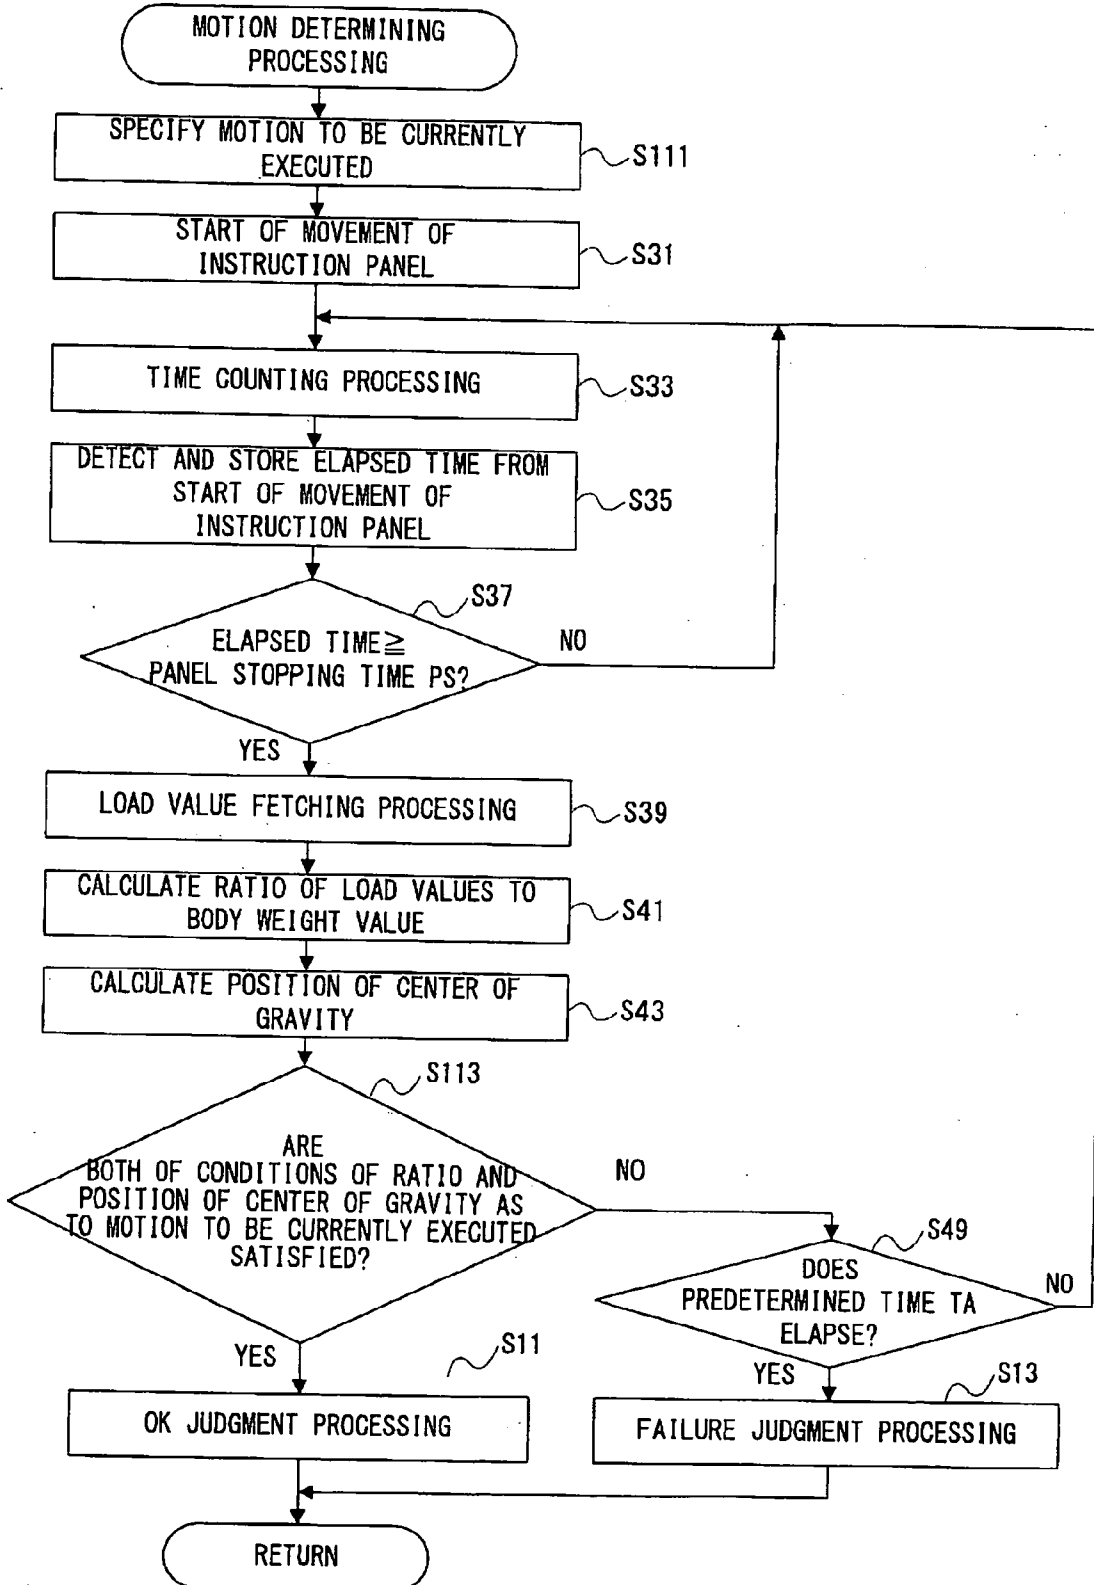 MOTION DETERMINING
PROCESSING
SPECIFY MOTION TO BE CURRENTLY
EXECUTED
S111
START OF MOVEMENT OF
INSTRUCTION PANEL
S31
TIME COUNTING PROCESSING
S33
DETECT AND STORE ELAPSED TIME FROM
START OF MOVEMENT OF
INSTRUCTION PANEL
S35
S37
ELAPSED TIME≧
PANEL STOPPING TIME PS?
NO
YES
LOAD VALUE FETCHING PROCESSING
S39
CALCULATE RATIO OF LOAD VALUES TO
BODY WEIGHT VALUE
S41
CALCULATE POSITION OF CENTER OF
GRAVITY
S43
S113
ARE
BOTH OF CONDITIONS OF RATIO AND
POSITION OF CENTER OF GRAVITY AS
TO MOTION TO BE CURRENTLY EXECUTED
SATISFIED?
NO
S49
DOES
PREDETERMINED TIME TA
ELAPSE?
NO
YES
S11
YES
S13
OK JUDGMENT PROCESSING
FAILURE JUDGMENT PROCESSING
RETURN